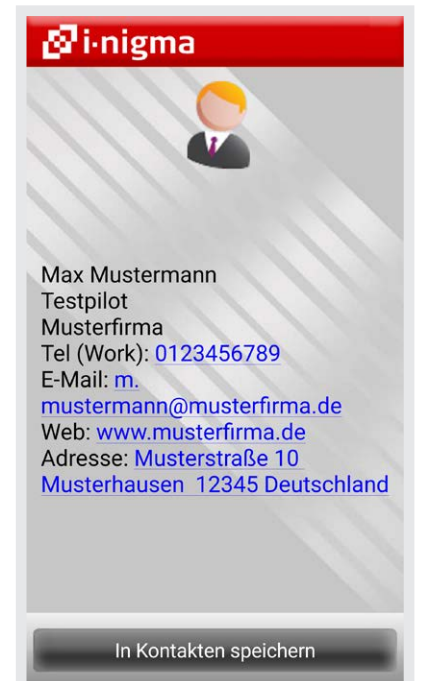 i-nigma
Max Mustermann
Testpilot
Musterfirma
Tel (Work): 0123456789
E-Mail: m.
mustermann@musterfirma.de
Web: www.musterfirma.de
Adresse: Musterstraße 10
Musterhausen  12345 Deutschland
In Kontakten speichern